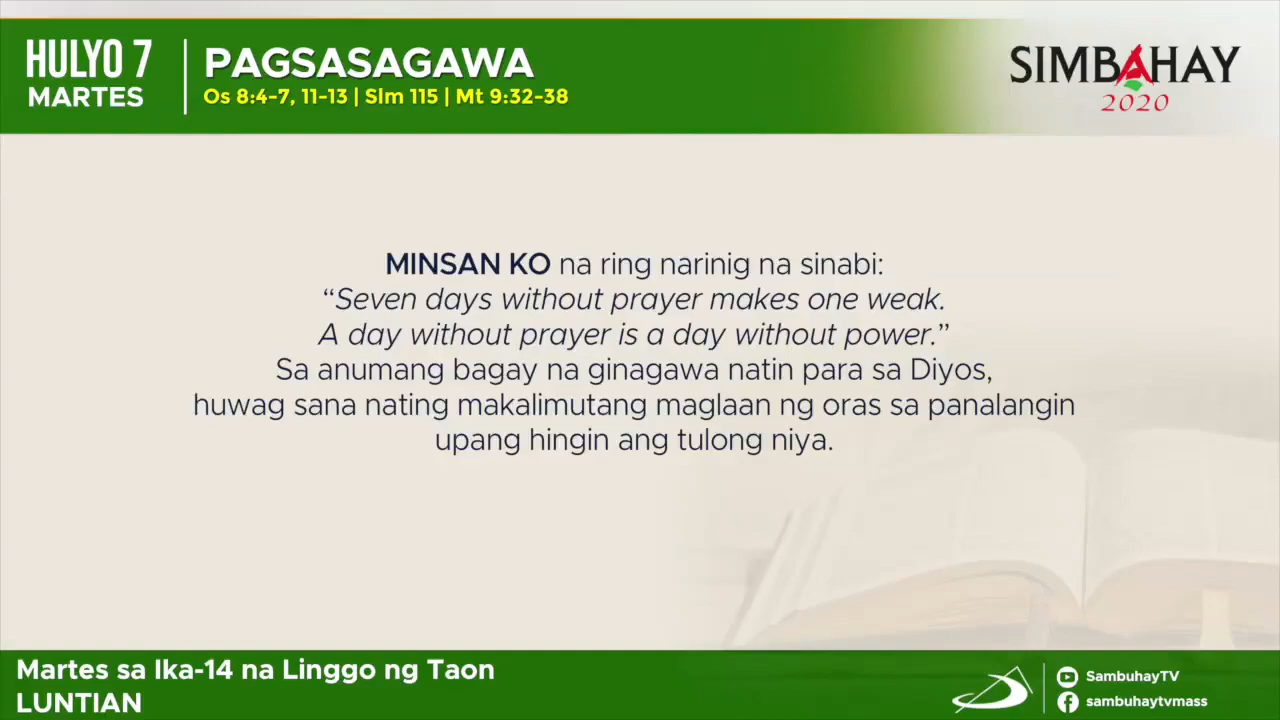 HULYO 7
MARTES
PAGSASAGAWA
Os 8:4-7, 11-13 | Slm 115 | Mt 9:32-38
SIMBAHAY
2020
MINSAN KO na ring narinig na sinabi:
“Seven days without prayer makes one weak.
A day without prayer is a day without power.”
Sa anumang bagay na ginagawa natin para sa Diyos,
huwag sana nating makalimutang maglaan ng oras sa panalangin
upang hingin ang tulong niya.
Martes sa Ika-14 na Linggo ng Taon
LUNTIAN
SambuhayTV
sambuhaytvmass